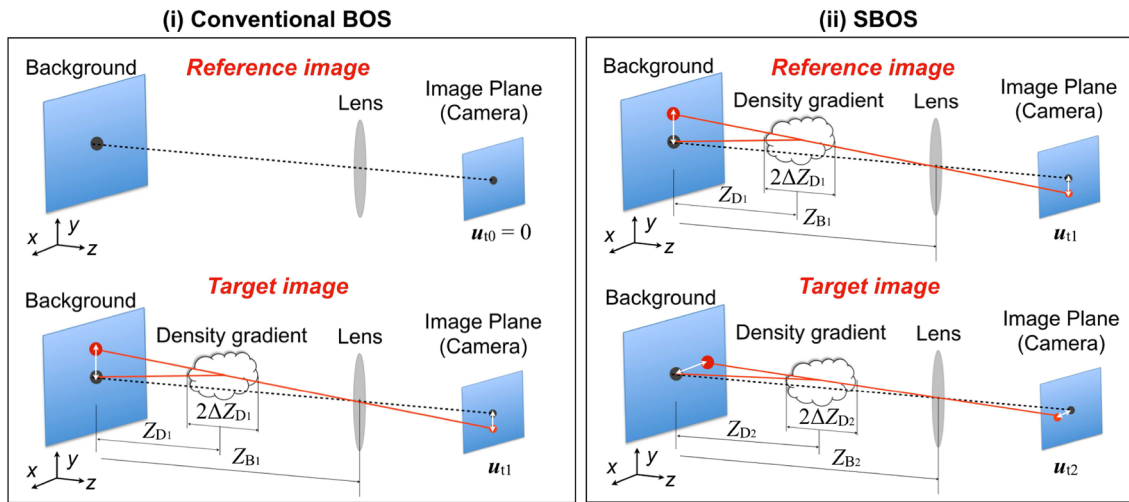 (i) Conventional BOS
Reference image
Background
Lens
Image Plane
(Camera)
y
x
z
u_t0 = 0
Target image
Background
Density gradient
Lens
Image Plane
(Camera)
2ΔZ_D1
Z_D1
Z_B1
y
x
z
u_t1
(ii) SBOS
Reference image
Background
Density gradient
Lens
Image Plane
(Camera)
2ΔZ_D1
Z_D1
Z_B1
y
x
z
u_t1
Target image
Background
Density gradient
Lens
Image Plane
(Camera)
2ΔZ_D2
Z_D2
Z_B2
y
x
z
u_t2